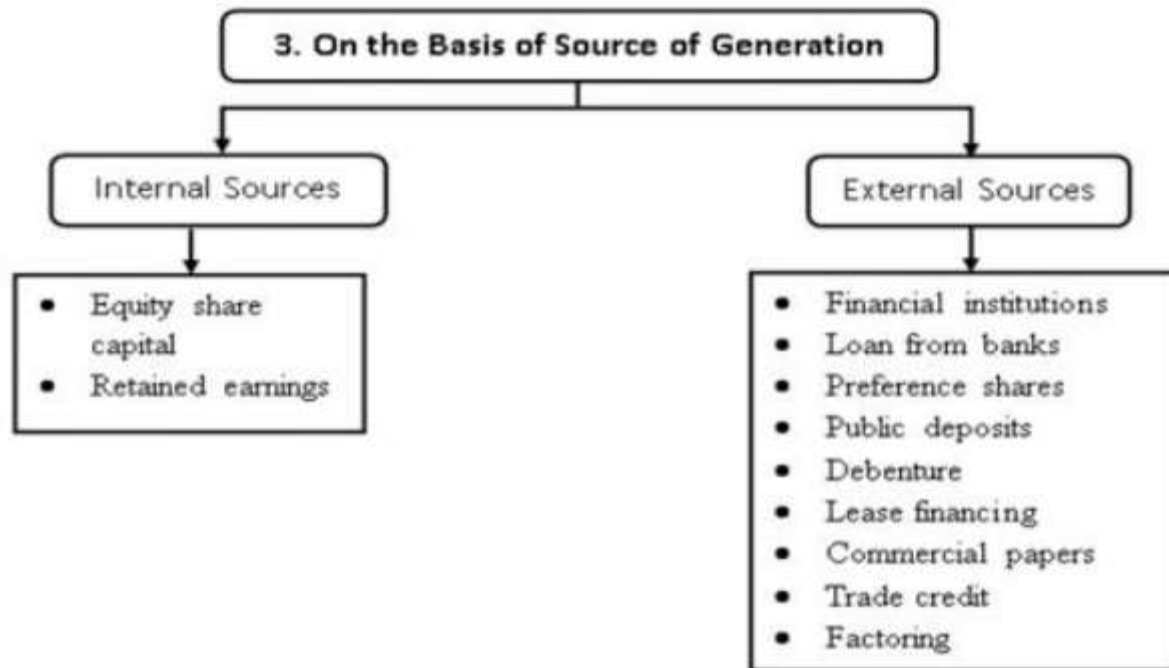 3. On the Basis of Source of Generation
Internal Sources
External Sources
• Equity share
capital
• Retained earnings
• Financial institutions
• Loan from banks
• Preference shares
• Public deposits
• Debenture
• Lease financing
• Commercial papers
• Trade credit
• Factoring